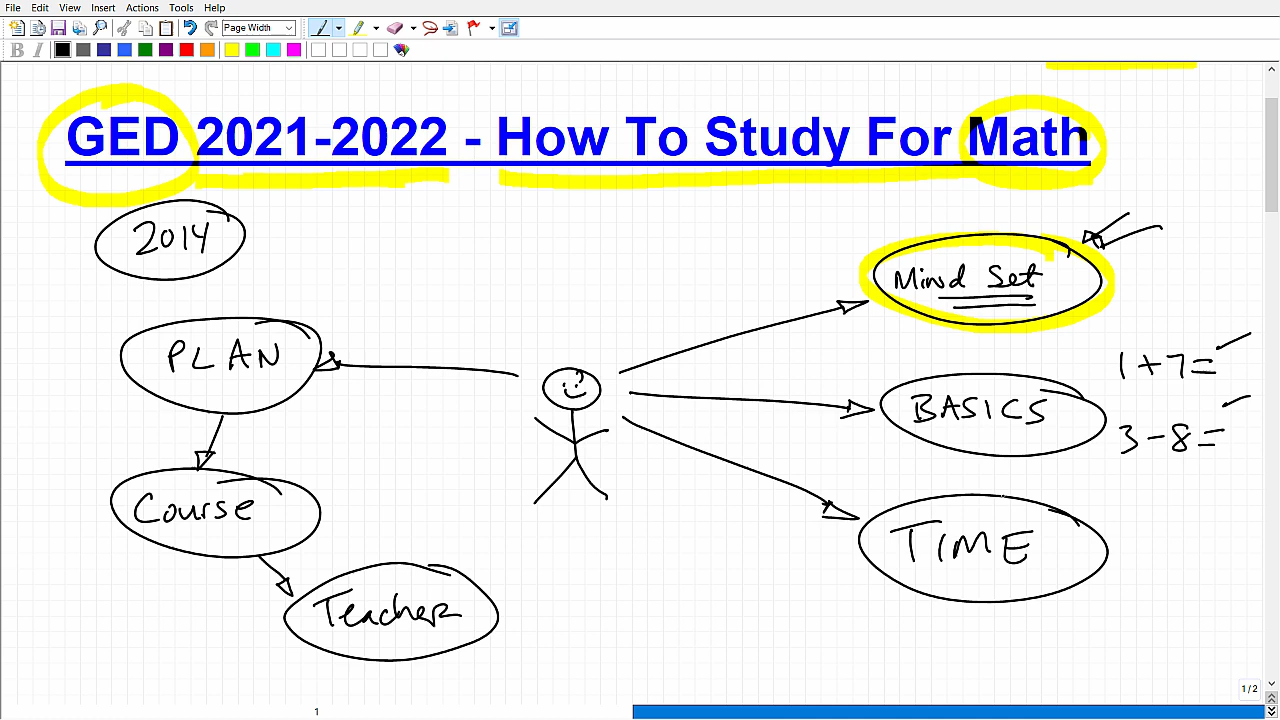 File Edit View Insert Actions Tools Help
Page Width
B I
GED 2021-2022 - How To Study For Math
2014
Mind Set
PLAN
1+7=
BASICS
3-8=
Course
TIME
Teacher
1/2
1